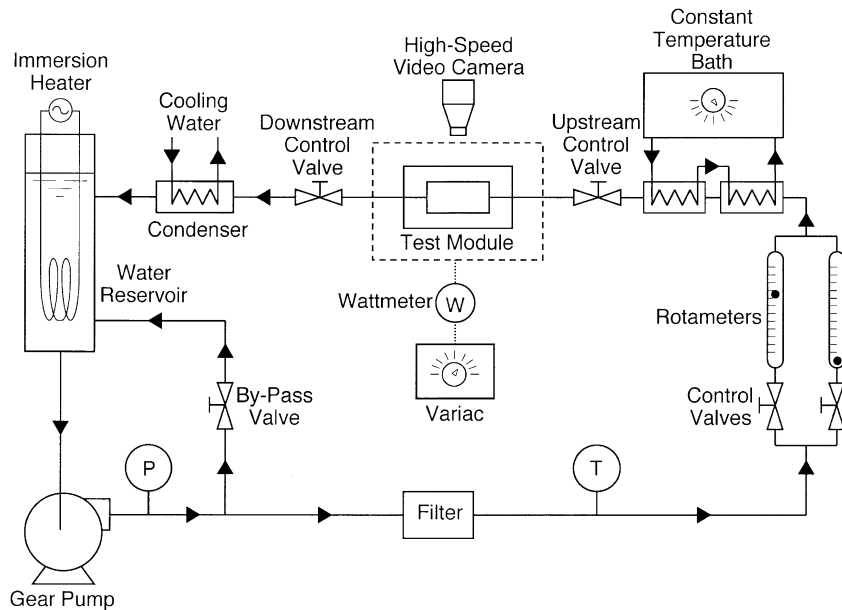 Immersion
Heater
Cooling
Water
High-Speed
Video Camera
Constant
Temperature
Bath
Downstream
Control
Valve
Upstream
Control
Valve
Condenser
Test Module
Water
Reservoir
Wattmeter
W
Rotameters
By-Pass
Valve
Variac
Control
Valves
P
T
Filter
Gear Pump